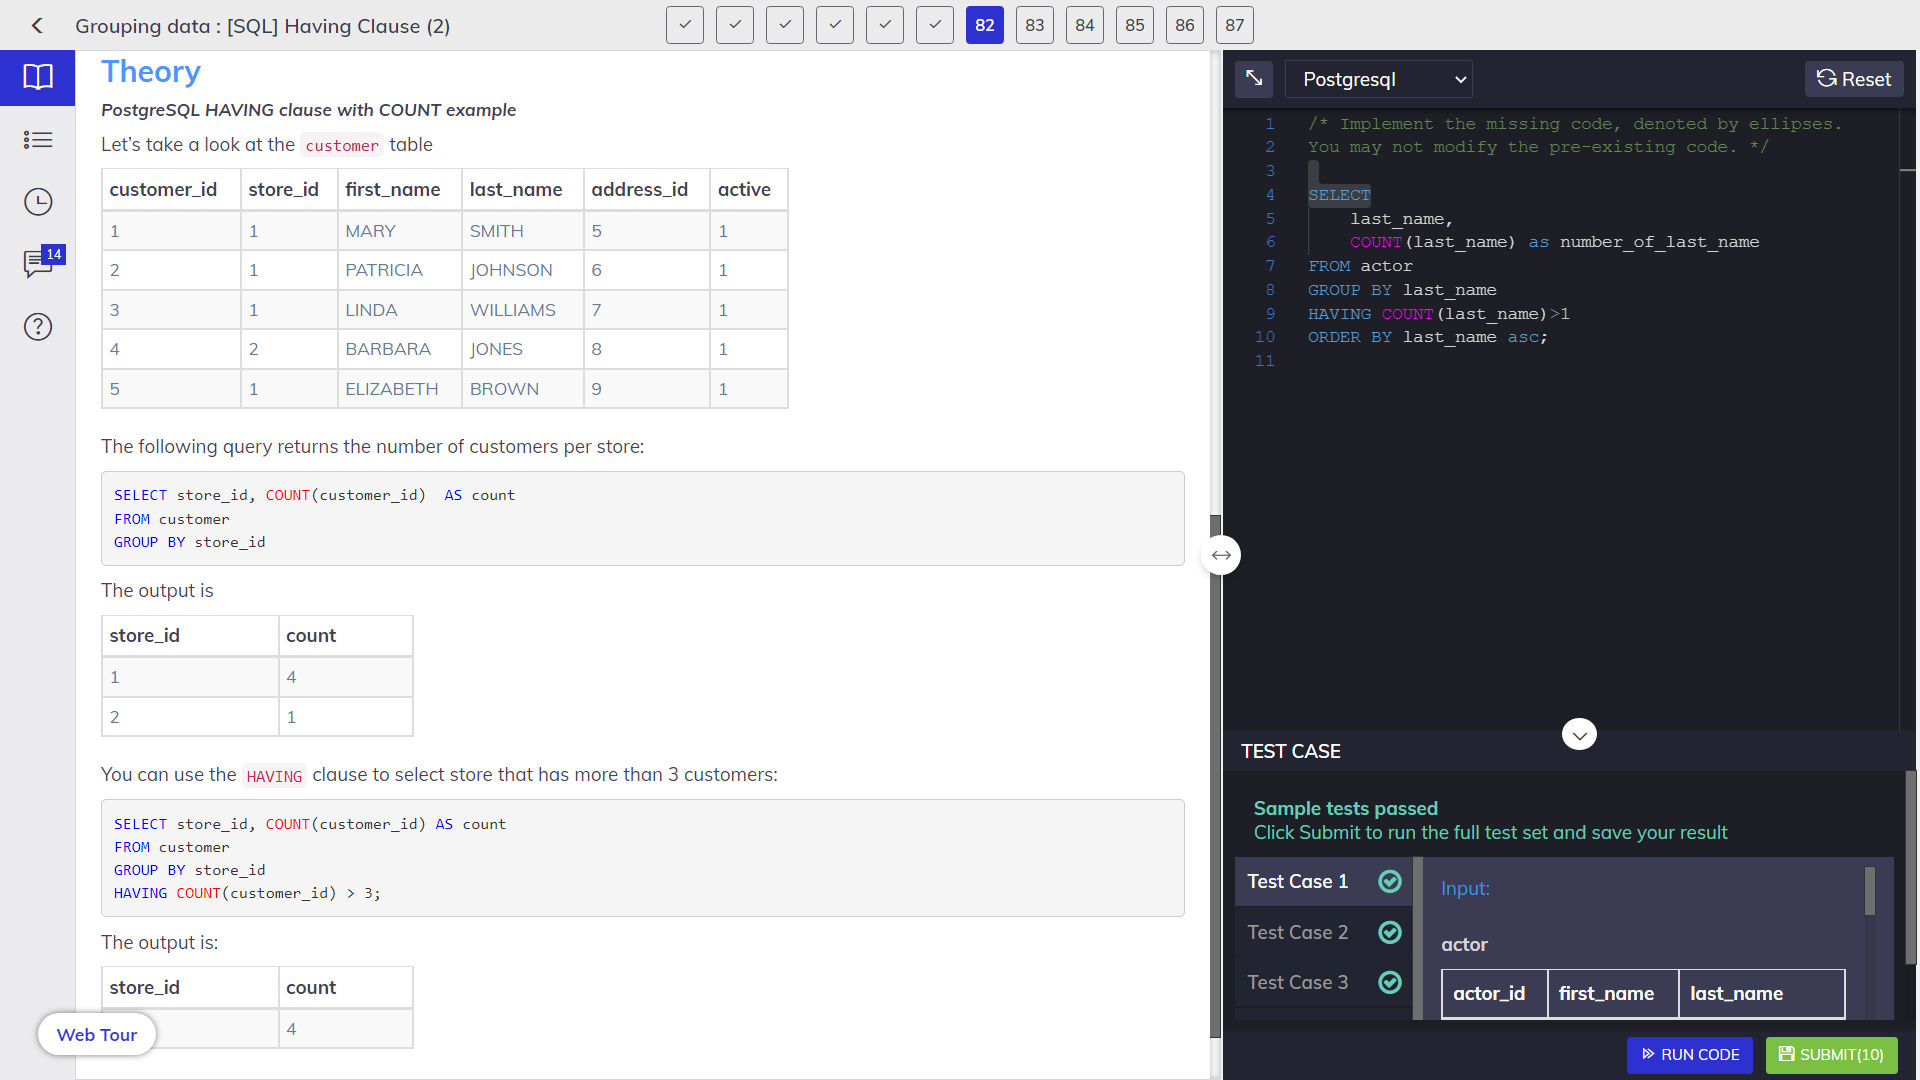 Grouping data : [SQL] Having Clause (2)
82 83 84 85 86 87
14
Theory
PostgreSQL HAVING clause with COUNT example
Let’s take a look at the customer table
customer_id store_id first_name last_name address_id active
1 1 MARY SMITH 5 1
2 1 PATRICIA JOHNSON 6 1
3 1 LINDA WILLIAMS 7 1
4 2 BARBARA JONES 8 1
5 1 ELIZABETH BROWN 9 1
The following query returns the number of customers per store:
SELECT store_id, COUNT(customer_id)  AS count
FROM customer
GROUP BY store_id
The output is
store_id count
1 4
2 1
You can use the HAVING clause to select store that has more than 3 customers:
SELECT store_id, COUNT(customer_id) AS count
FROM customer
GROUP BY store_id
HAVING COUNT(customer_id) > 3;
The output is:
store_id count
4
Web Tour
Postgresql
Reset
1 /* Implement the missing code, denoted by ellipses.
2 You may not modify the pre-existing code. */
3
4 SELECT
5 last_name,
6 COUNT(last_name) as number_of_last_name
7 FROM actor
8 GROUP BY last_name
9 HAVING COUNT(last_name)>1
10 ORDER BY last_name asc;
11
TEST CASE
Sample tests passed
Click Submit to run the full test set and save your result
Test Case 1
Test Case 2
Test Case 3
Input:
actor
actor_id first_name last_name
RUN CODE
SUBMIT(10)